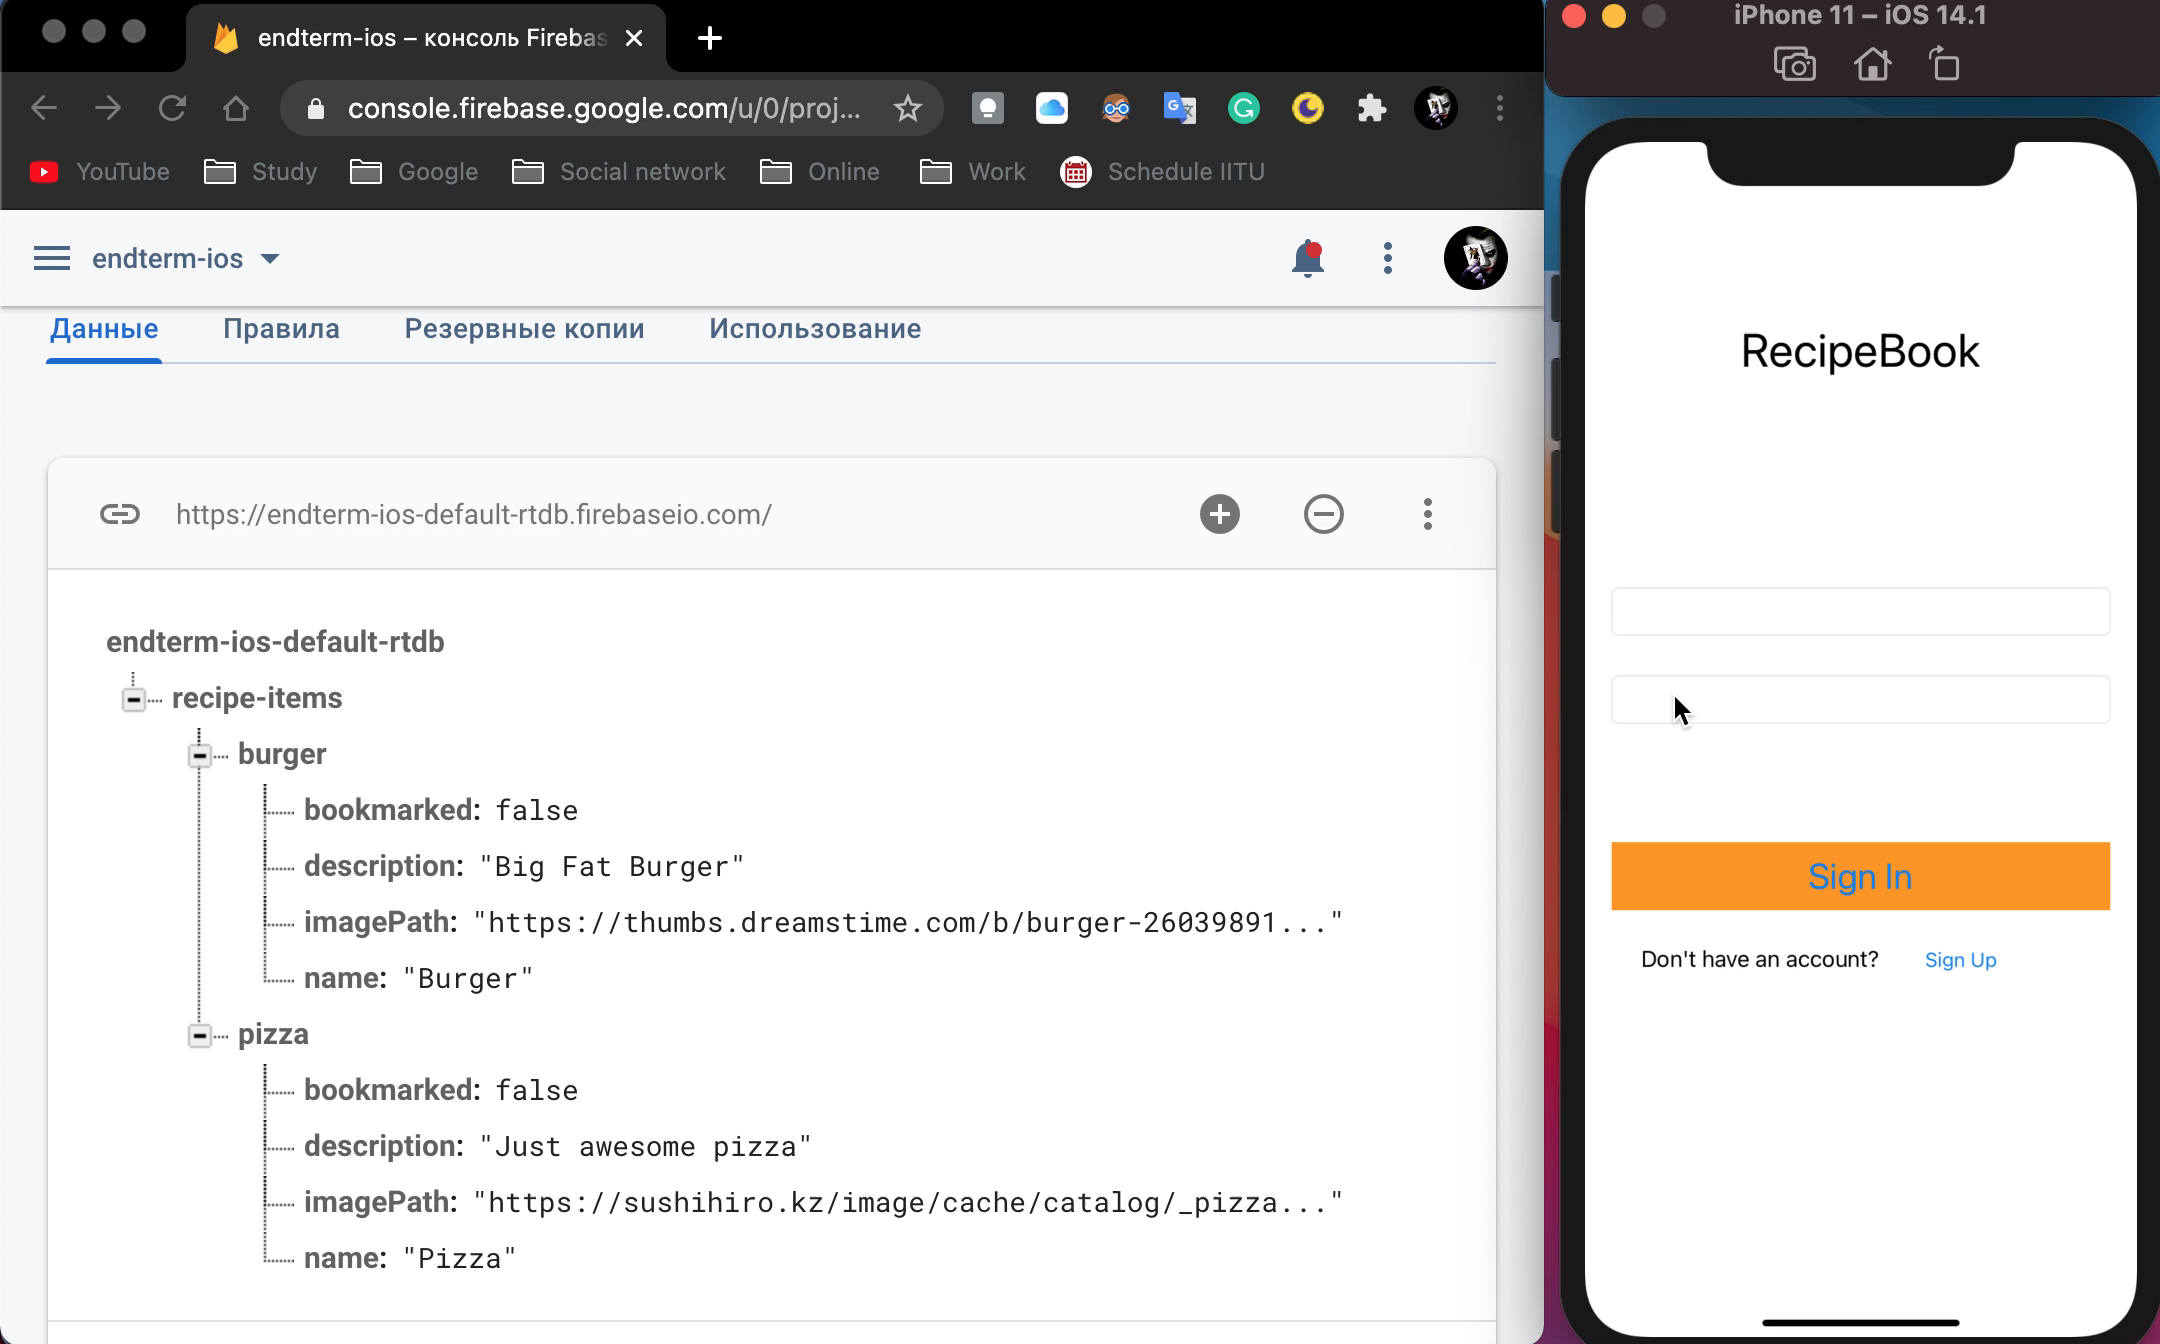 endterm-ios – консоль Firebas
console.firebase.google.com/u/0/proj...
YouTube Study Google Social network Online Work Schedule IITU
endterm-ios
Данные Правила Резервные копии Использование
https://endterm-ios-default-rtdb.firebaseio.com/
endterm-ios-default-rtdb
recipe-items
burger
bookmarked: false
description: "Big Fat Burger"
imagePath: "https://thumbs.dreamstime.com/b/burger-26039891..."
name: "Burger"
pizza
bookmarked: false
description: "Just awesome pizza"
imagePath: "https://sushihiro.kz/image/cache/catalog/_pizza..."
name: "Pizza"
iPhone 11 – iOS 14.1
RecipeBook
Sign In
Don't have an account? Sign Up